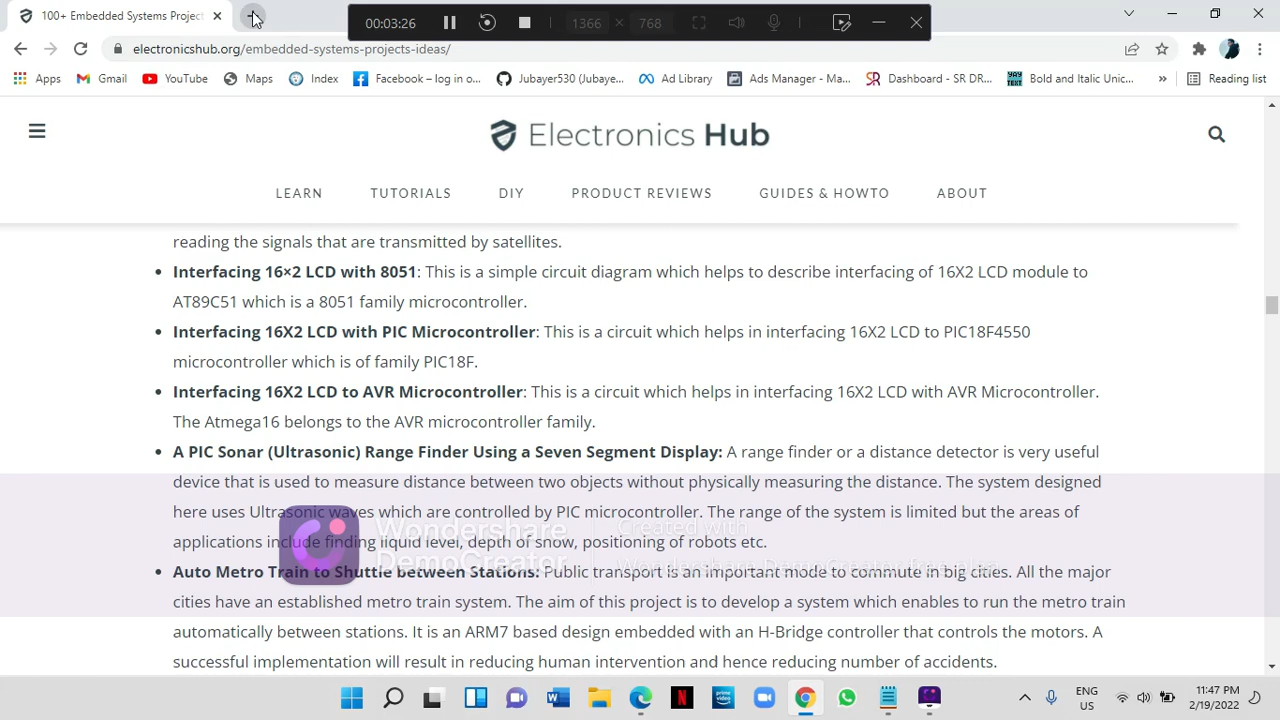 100+ Embedded Systems Project
00:03:26
1366 × 768
electronicshub.org/embedded-systems-projects-ideas/
Apps
Gmail
YouTube
Maps
Index
Facebook – log in o...
Jubayer530 (Jubaye...
Ad Library
Ads Manager - Ma...
Dashboard - SR DR...
YAY TEXT
Bold and Italic Unic...
»
Reading list
Electronics Hub
LEARN
TUTORIALS
DIY
PRODUCT REVIEWS
GUIDES & HOWTO
ABOUT
reading the signals that are transmitted by satellites.
• Interfacing 16×2 LCD with 8051: This is a simple circuit diagram which helps to describe interfacing of 16X2 LCD module to
AT89C51 which is a 8051 family microcontroller.
• Interfacing 16X2 LCD with PIC Microcontroller: This is a circuit which helps in interfacing 16X2 LCD to PIC18F4550
microcontroller which is of family PIC18F.
• Interfacing 16X2 LCD to AVR Microcontroller: This is a circuit which helps in interfacing 16X2 LCD with AVR Microcontroller.
The Atmega16 belongs to the AVR microcontroller family.
• A PIC Sonar (Ultrasonic) Range Finder Using a Seven Segment Display: A range finder or a distance detector is very useful
device that is used to measure distance between two objects without physically measuring the distance. The system designed
here uses Ultrasonic waves which are controlled by PIC microcontroller. The range of the system is limited but the areas of
applications include finding liquid level, depth of snow, positioning of robots etc.
• Auto Metro Train to Shuttle between Stations: Public transport is an important mode to commute in big cities. All the major
cities have an established metro train system. The aim of this project is to develop a system which enables to run the metro train
automatically between stations. It is an ARM7 based design embedded with an H-Bridge controller that controls the motors. A
successful implementation will result in reducing human intervention and hence reducing number of accidents.
Wondershare
DemoCreator
Created with
Wondershare DemoCreator free plan
ENG
US
11:47 PM
2/19/2022